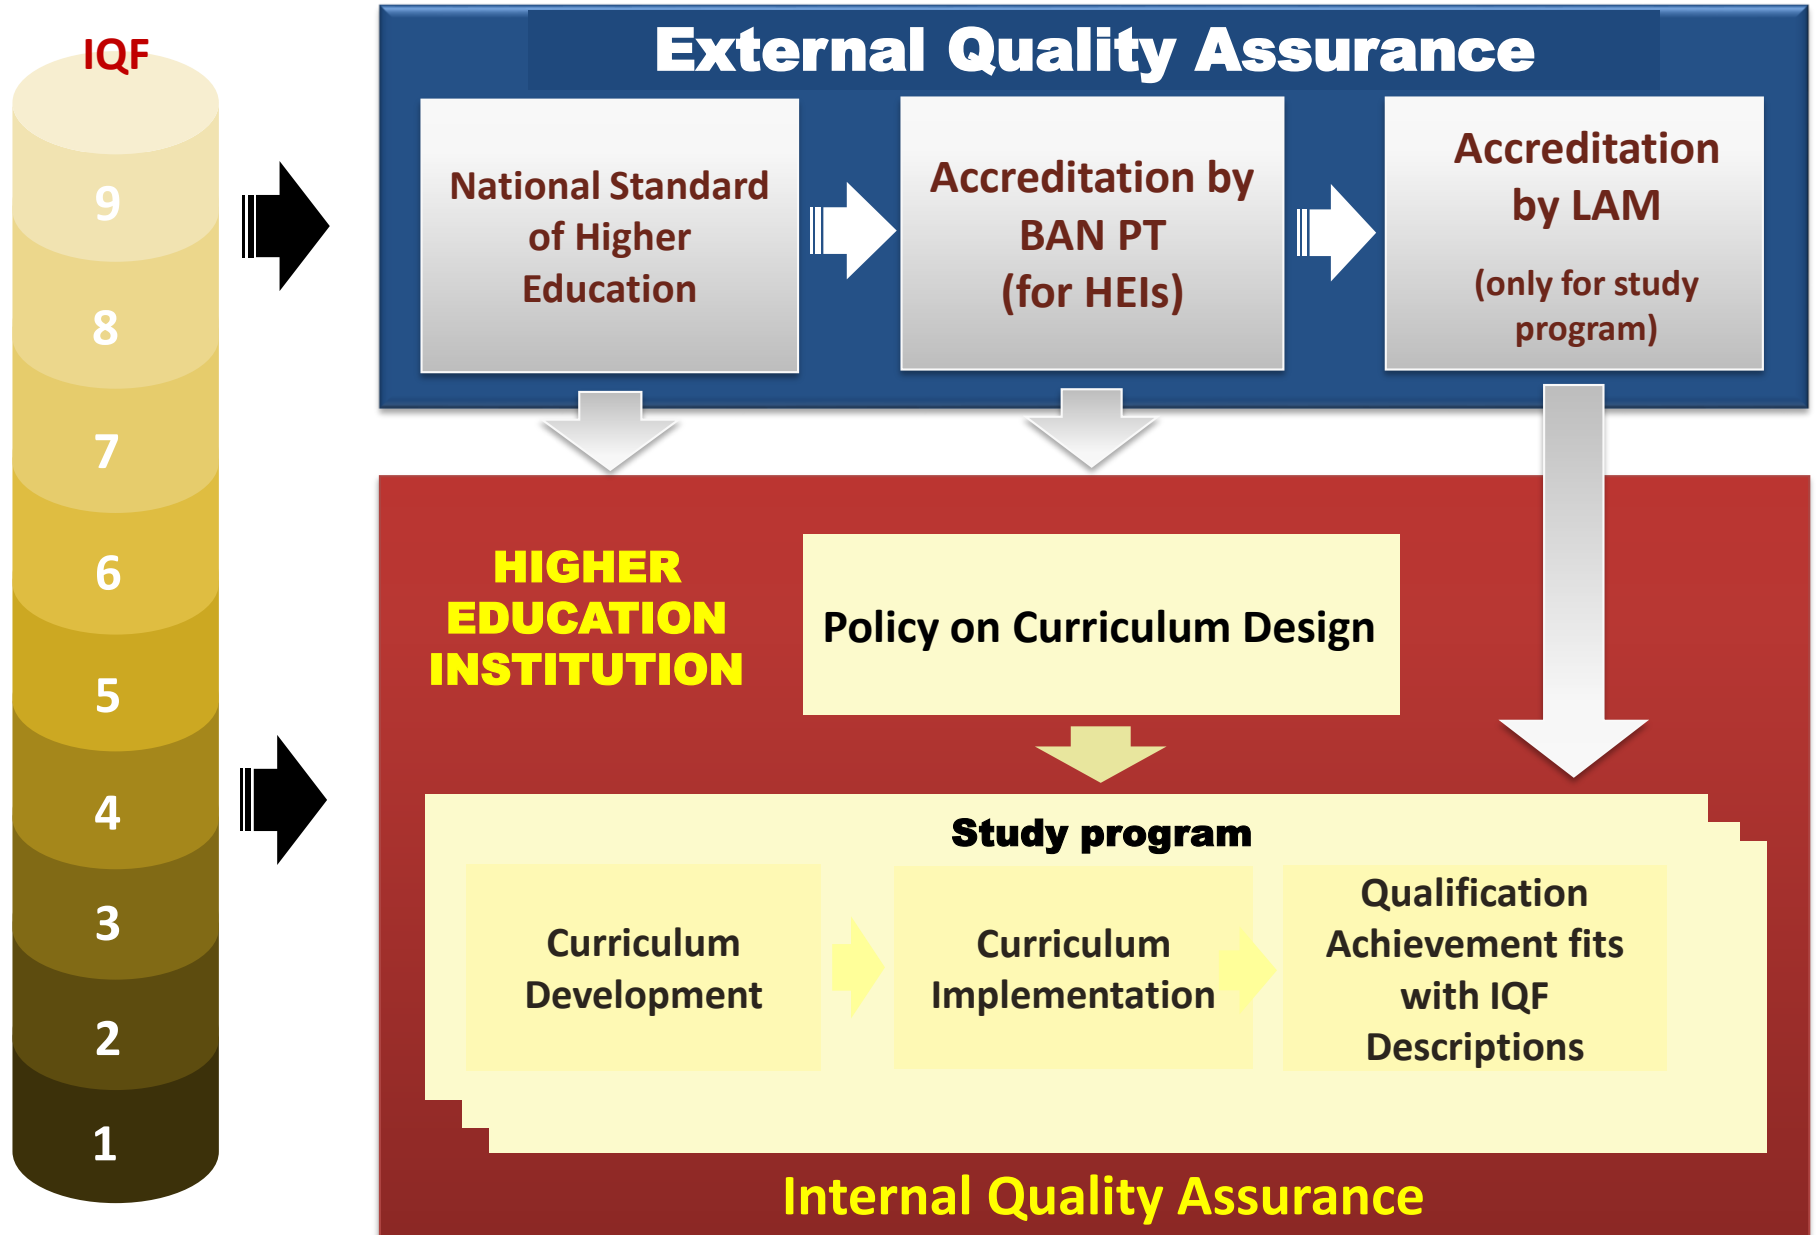 IQF
9
8
7
6
5
4
3
2
1
External Quality Assurance
National Standard
of Higher
Education
Accreditation by
BAN PT
(for HEIs)
Accreditation
by LAM
(only for study
program)
HIGHER
EDUCATION
INSTITUTION
Policy on Curriculum Design
Study program
Curriculum
Development
Curriculum
Implementation
Qualification
Achievement fits
with IQF
Descriptions
Internal Quality Assurance